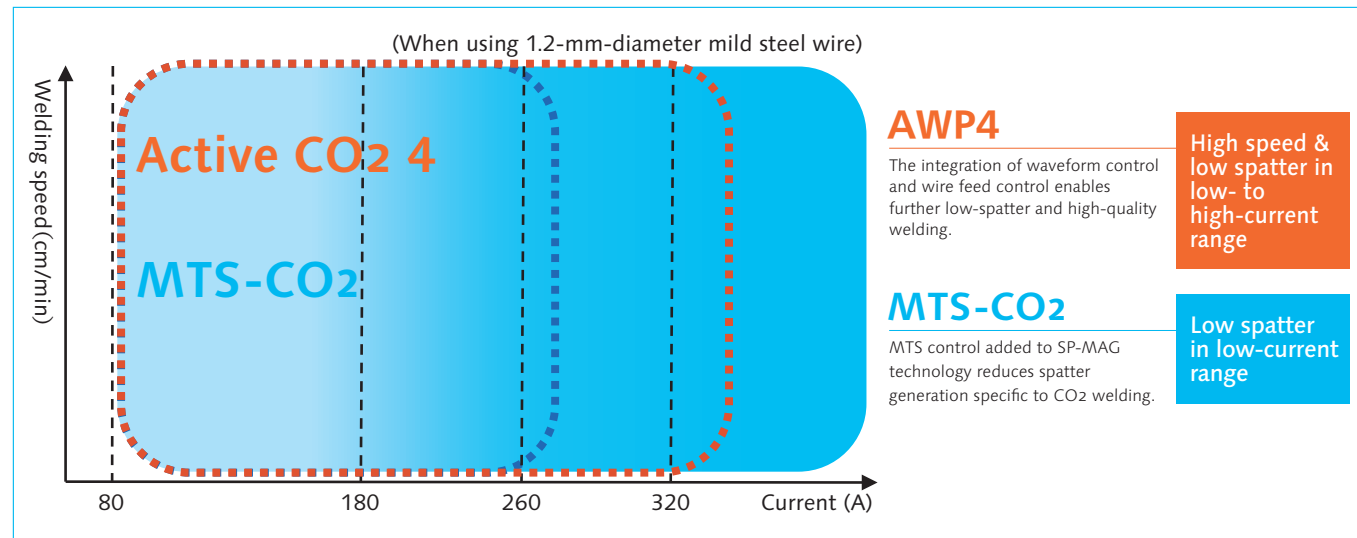 (When using 1.2-mm-diameter mild steel wire)
Welding speed(cm/min)
Active CO2 4
MTS-CO2
80
180
260
320
Current (A)
AWP4
The integration of waveform control
and wire feed control enables
further low-spatter and high-quality
welding.
High speed &
low spatter in
low- to
high-current
range
MTS-CO2
MTS control added to SP-MAG
technology reduces spatter
generation specific to CO2 welding.
Low spatter
in low-current
range